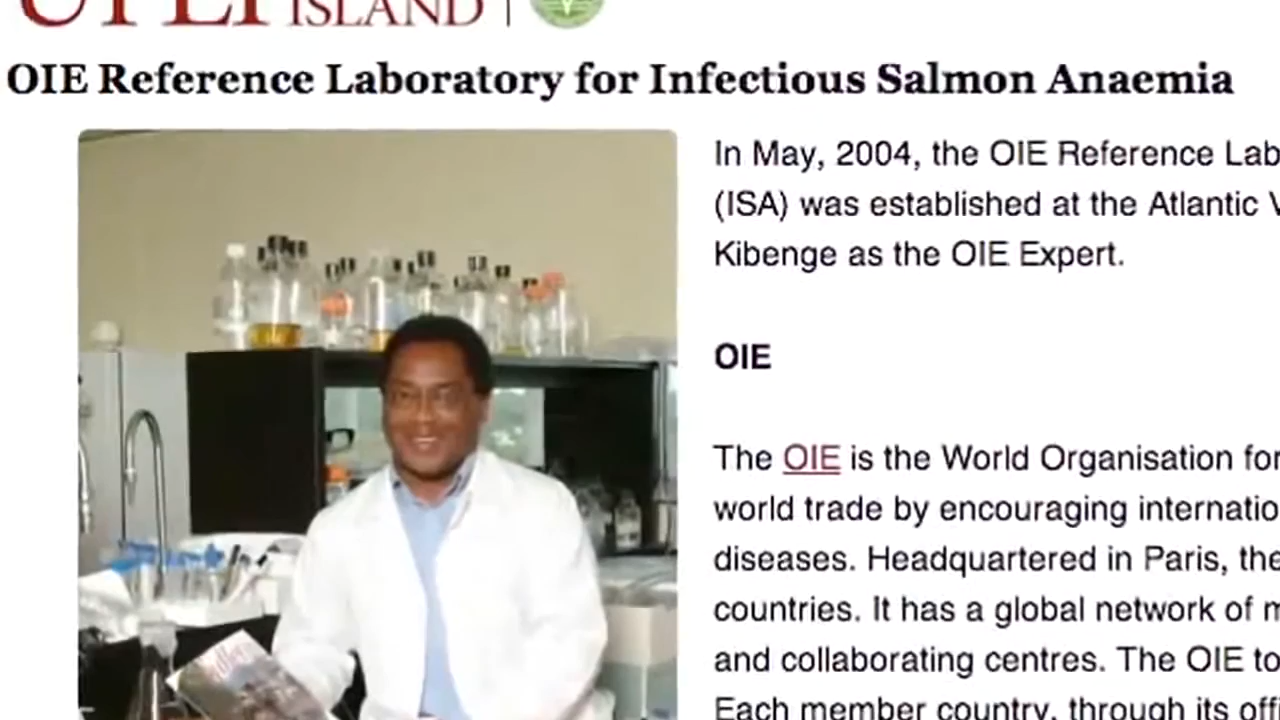 ISLAND
OIE Reference Laboratory for Infectious Salmon Anaemia
In May, 2004, the OIE Reference Lab
(ISA) was established at the Atlantic V
Kibenge as the OIE Expert.
OIE
The OIE is the World Organisation for
world trade by encouraging internatio
diseases. Headquartered in Paris, the
countries. It has a global network of m
and collaborating centres. The OIE to
Each member country, through its offi